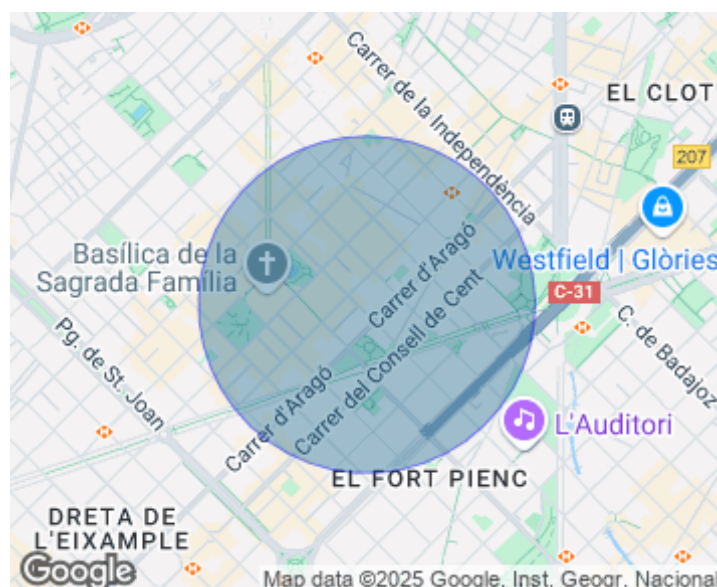 Carrer de la Independència
EL CLOT
207
Basílica de la
Sagrada Família
Carrer d'Aragó
Westfield | Glòries
C-31
Carrer del Consell de Cent
C. de Badajoz
Pg. de St. Joan
Carrer d'Aragó
L'Auditori
EL FORT PIENC
DRETA DE
L'EIXAMPLE
Google
Map data ©2025 Google, Inst. Geogr. Nacional